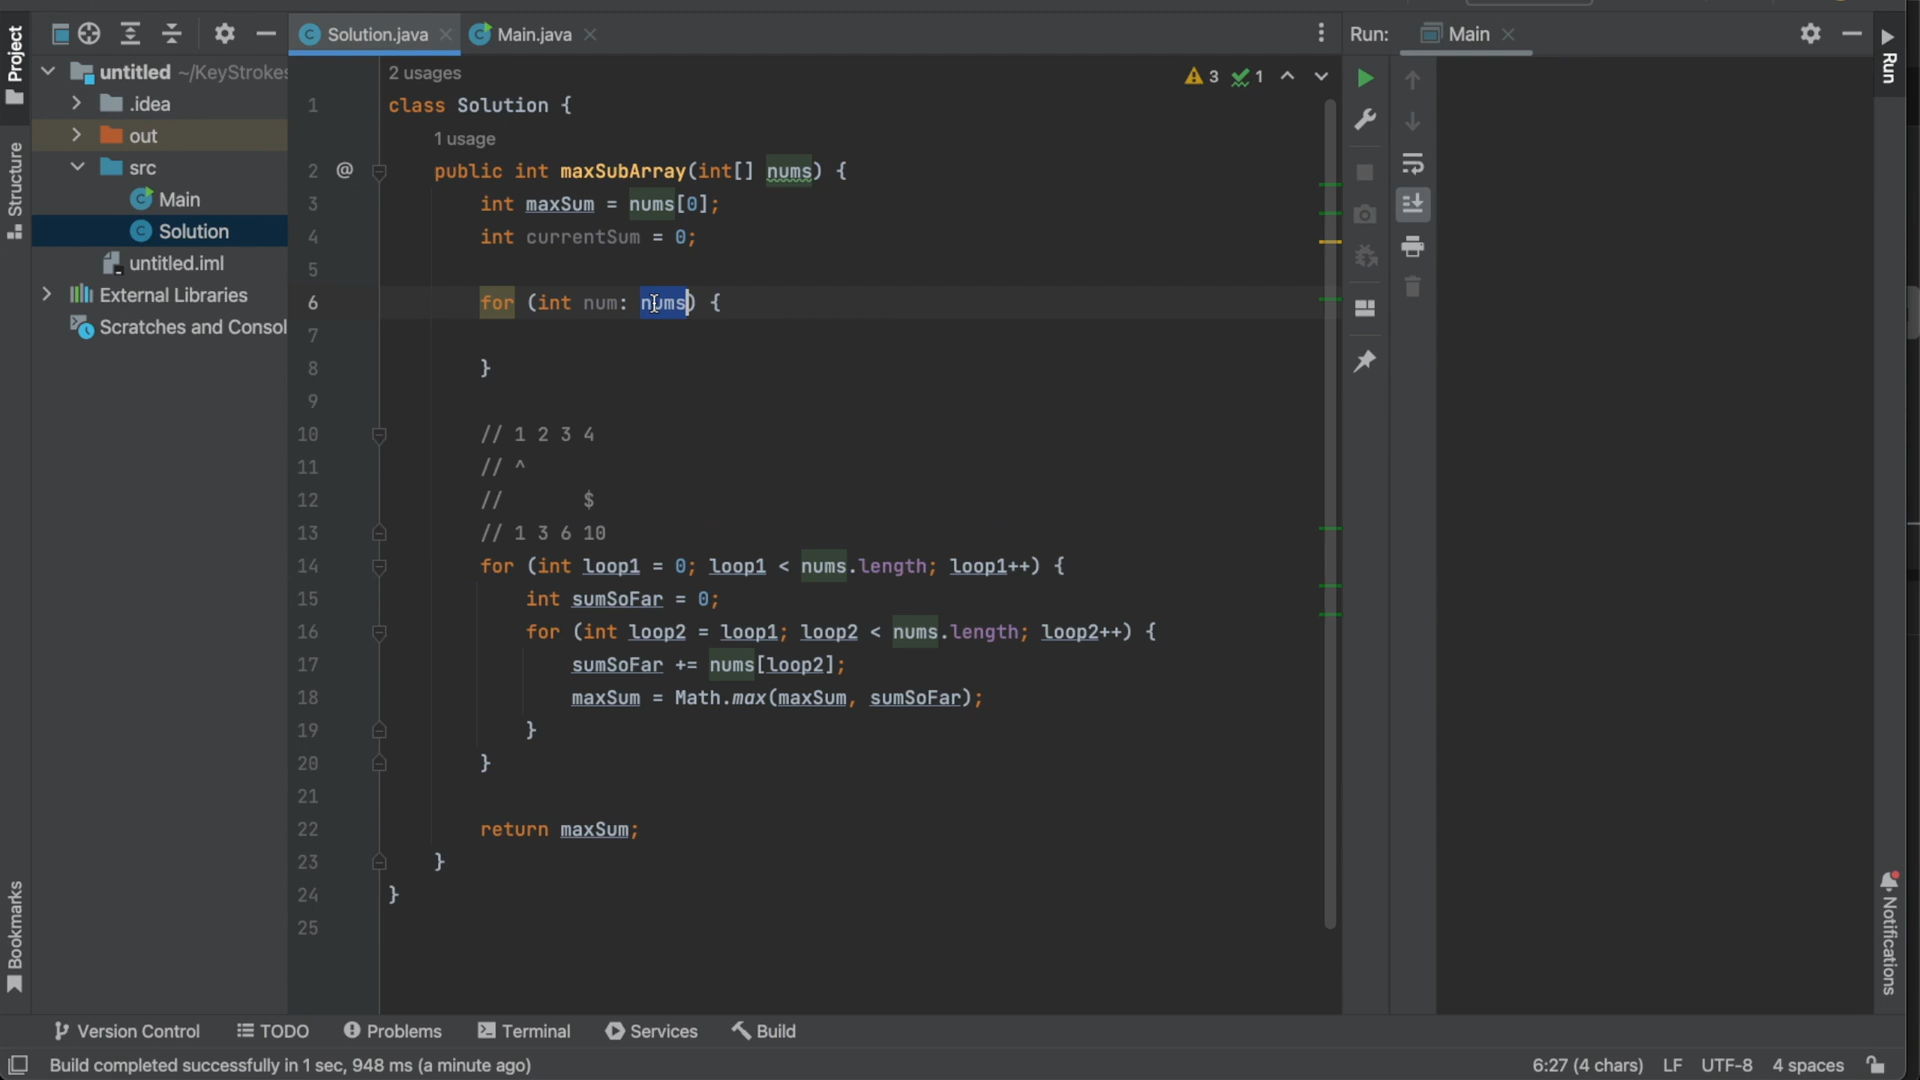 Project
Structure
Bookmarks
untitled ~/KeyStrokes
.idea
out
src
Main
Solution
untitled.iml
External Libraries
Scratches and Consol
Solution.java
Main.java
2 usages
3
1
1 class Solution {
1 usage
2 @ public int maxSubArray(int[] nums) {
3 int maxSum = nums[0];
4 int currentSum = 0;
5
6 for (int num: nums) {
7
8 }
9
10 // 1 2 3 4
11 // ^
12 // $
13 // 1 3 6 10
14 for (int loop1 = 0; loop1 < nums.length; loop1++) {
15 int sumSoFar = 0;
16 for (int loop2 = loop1; loop2 < nums.length; loop2++) {
17 sumSoFar += nums[loop2];
18 maxSum = Math.max(maxSum, sumSoFar);
19 }
20 }
21
22 return maxSum;
23 }
24 }
25
Run: Main
Run
Notifications
Version Control TODO Problems Terminal Services Build
Build completed successfully in 1 sec, 948 ms (a minute ago) 6:27 (4 chars) LF UTF-8 4 spaces